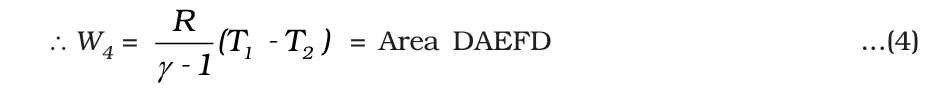 ∴ W₄ = R / (γ - 1) (T₁ - T₂) = Area DAEFD ...(4)